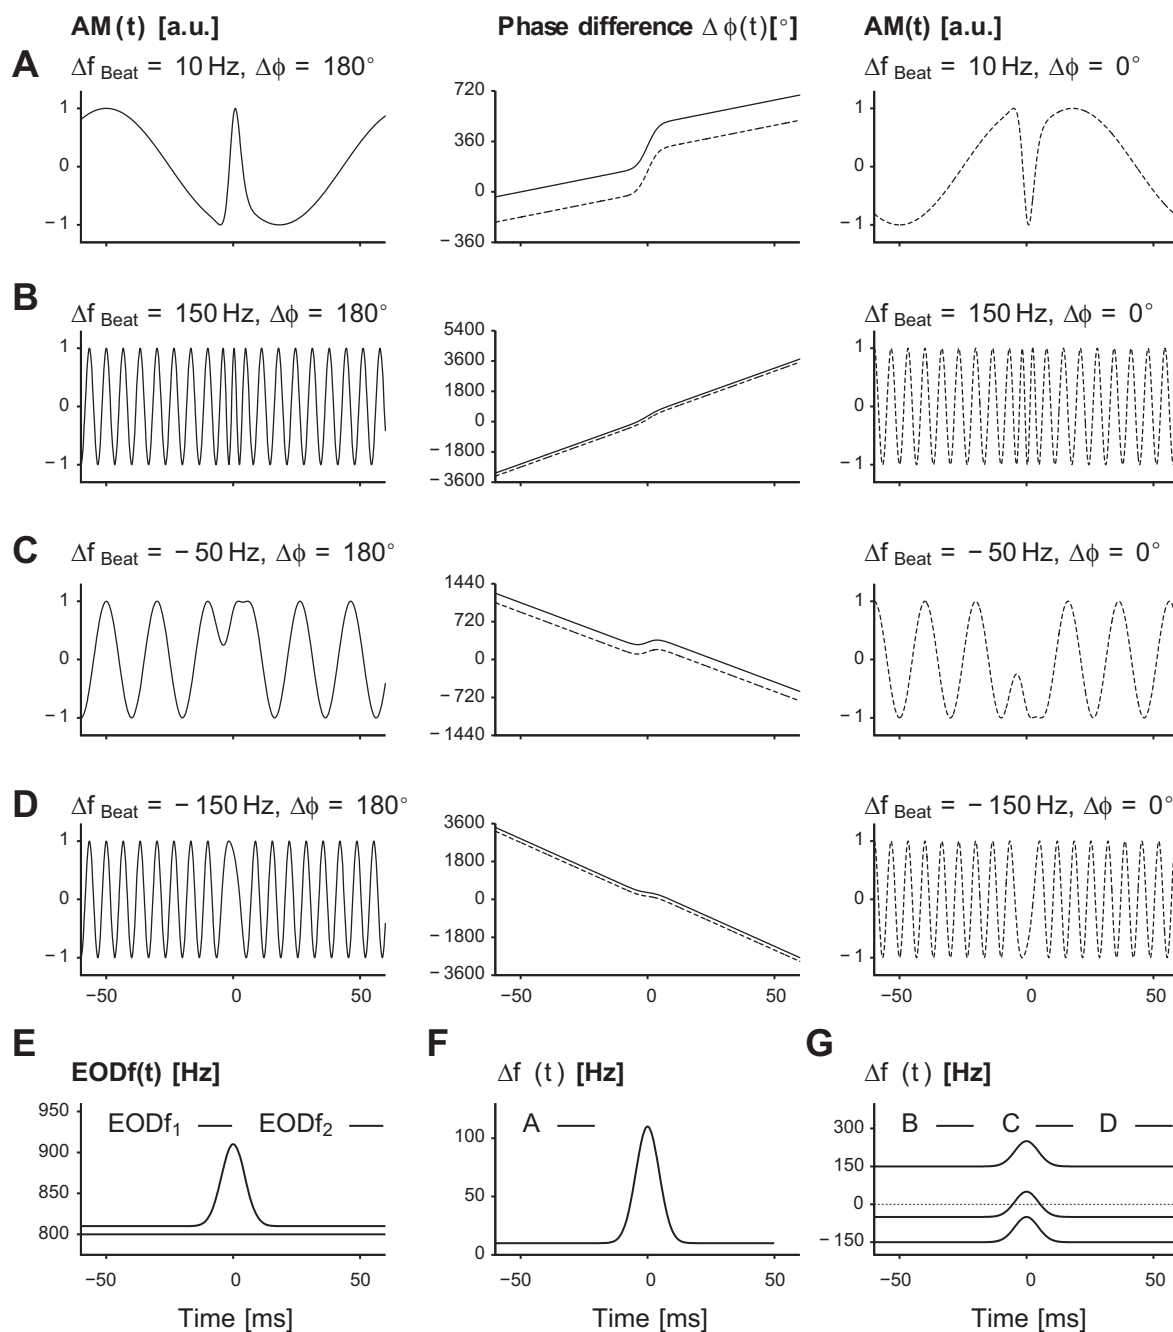 AM(t) [a.u.]
Phase difference Δ ϕ(t)[°]
AM(t) [a.u.]
A
Δf Beat = 10 Hz, Δϕ = 180°
Δf Beat = 10 Hz, Δϕ = 0°
1
0
−1
720
360
0
−360
1
0
−1
B
Δf Beat = 150 Hz, Δϕ = 180°
Δf Beat = 150 Hz, Δϕ = 0°
1
0
−1
5400
3600
1800
0
−1800
−3600
1
0
−1
C
Δf Beat = −50 Hz, Δϕ = 180°
Δf Beat = −50 Hz, Δϕ = 0°
1
0
−1
1440
720
0
−720
−1440
1
0
−1
D
Δf Beat = −150 Hz, Δϕ = 180°
Δf Beat = −150 Hz, Δϕ = 0°
1
0
−1
3600
1800
0
−1800
−3600
1
0
−1
−50 0 50
−50 0 50
−50 0 50
E
EODf(t) [Hz]
950
900
850
800
EODf1
EODf2
−50 0 50
Time [ms]
F
Δf (t) [Hz]
100
50
0
A
−50 0 50
Time [ms]
G
Δf (t) [Hz]
300
150
0
−150
B
C
D
−50 0 50
Time [ms]